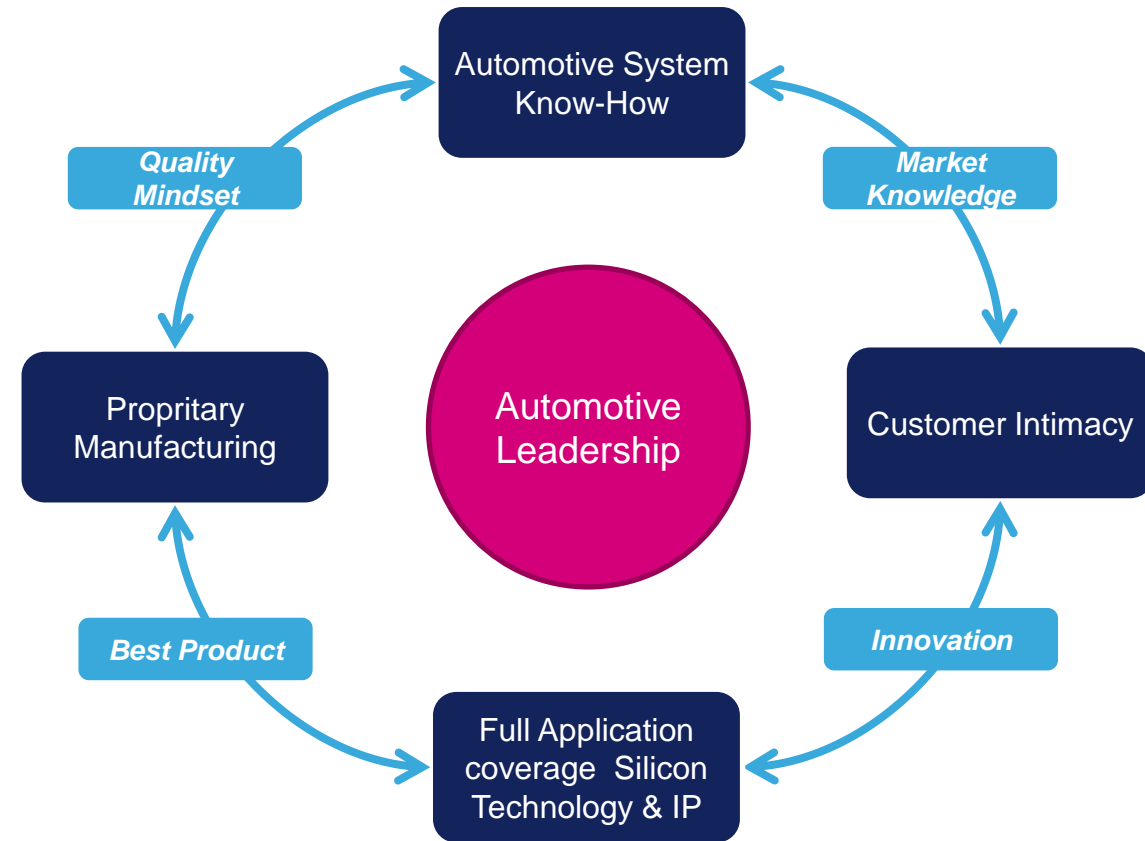 Automotive System
Know-How
Quality
Mindset
Market
Knowledge
Propritary
Manufacturing
Automotive
Leadership
Customer Intimacy
Best Product
Innovation
Full Application
coverage  Silicon
Technology & IP